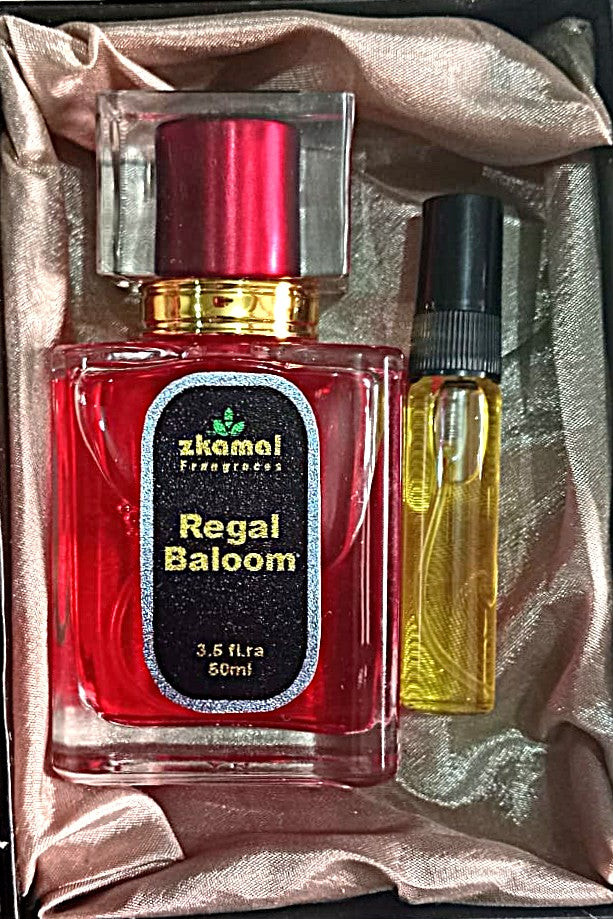 zkamal
Frangraces
Regal
Baloom
3.5 fl.ra
50ml